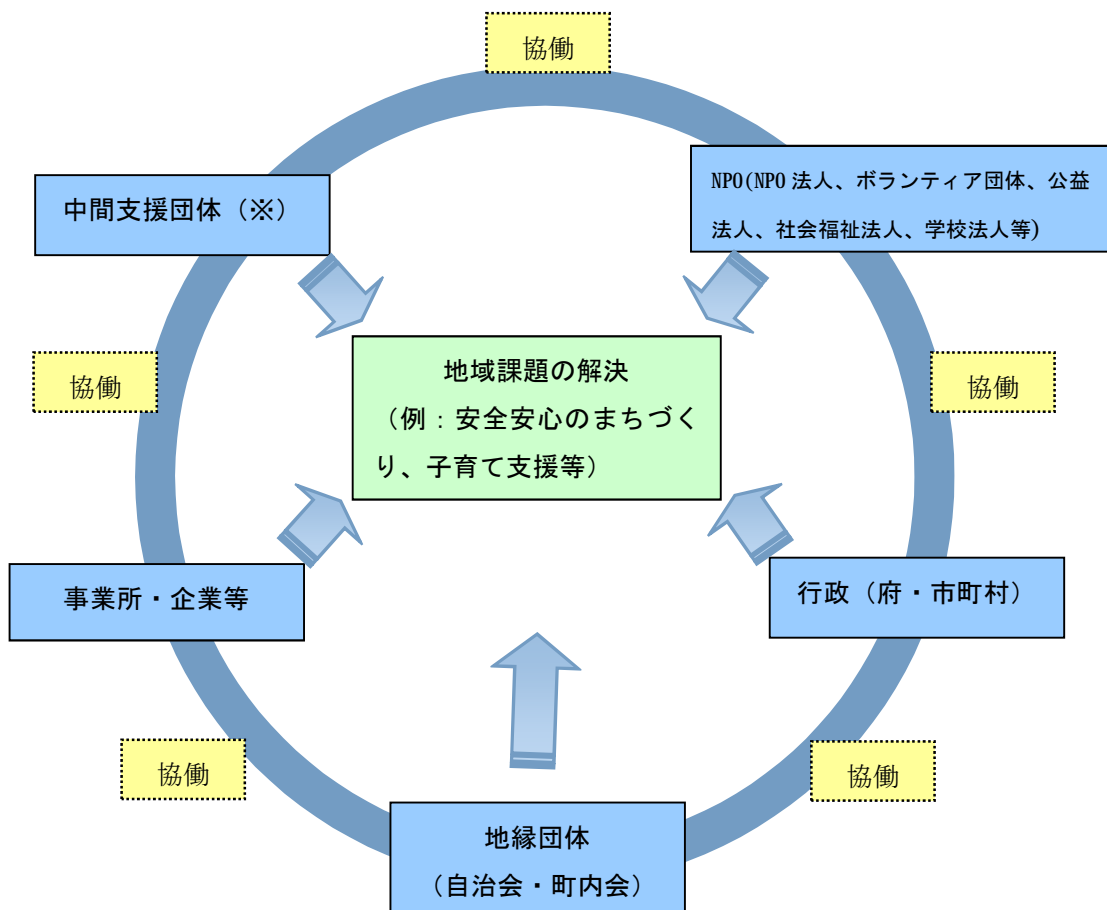 協働
中間支援団体（※）
NPO(NPO 法人、ボランティア団体、公益
法人、社会福祉法人、学校法人等)
地域課題の解決
（例：安全安心のまちづく
り、子育て支援等）
協働
協働
事業所・企業等
行政（府・市町村）
協働
協働
地縁団体
（自治会・町内会）